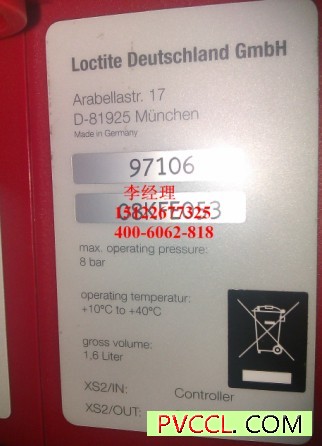 Loctite Deutschland GmbH
Arabellastr. 17
D-81925 München
Made in Germany
97106
李经理
400-6062-818
max. operating pressure:
8 bar
operating temperatur:
+10°C to +40°C
gross volume:
1,6 Liter
XS2/IN: Controller
XS2/OUT:
PVCCL.COM